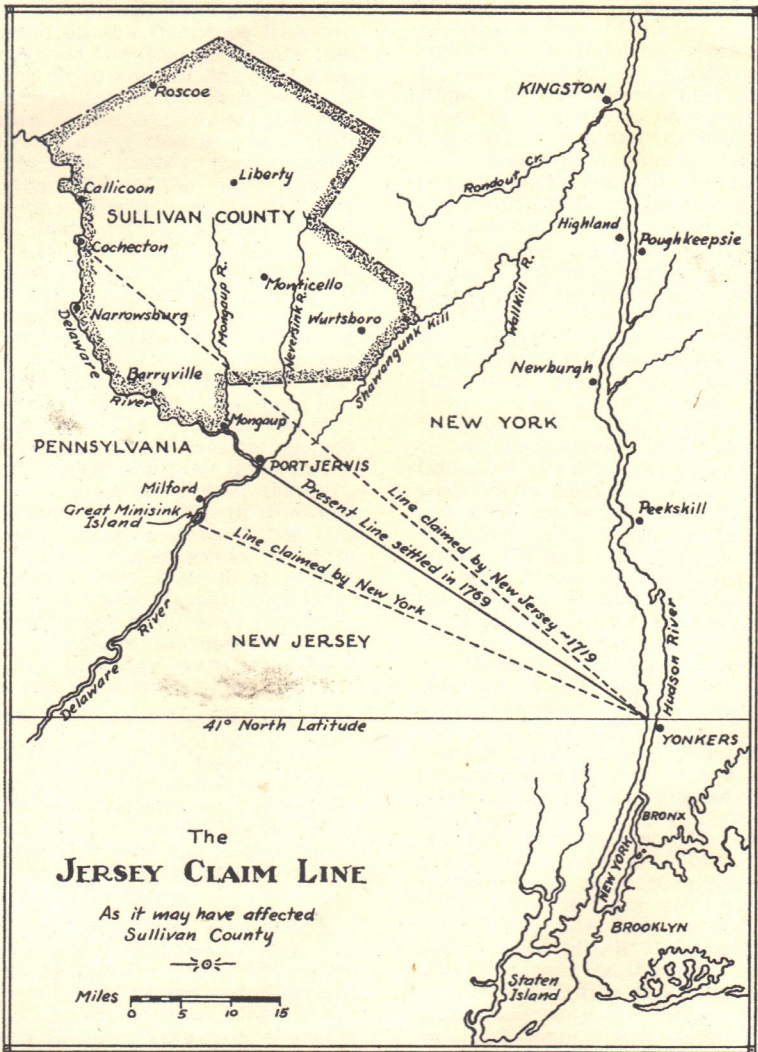 Roscoe
KINGSTON
Rondout Cr.
Liberty
Callicoon
SULLIVAN COUNTY
Highland
Poughkeepsie
Cochecton
Wallkill R.
Mongaup R.
Monticello
Neversink R.
Narrowsburg
Wurtsboro
Shawangunk Kill
Delaware
River
Barryville
Newburgh
Mongaup
NEW YORK
PENNSYLVANIA
PORT JERVIS
Milford
Great Minisink
Island
Peekskill
Line claimed by New Jersey ~1719
Present Line settled in 1769
Line claimed by New York
NEW JERSEY
Delaware River
Hudson River
41° North Latitude
YONKERS
BRONX
NEW YORK
BROOKLYN
Staten
Island
The
JERSEY CLAIM LINE
As it may have affected
Sullivan County
Miles
0 5 10 15